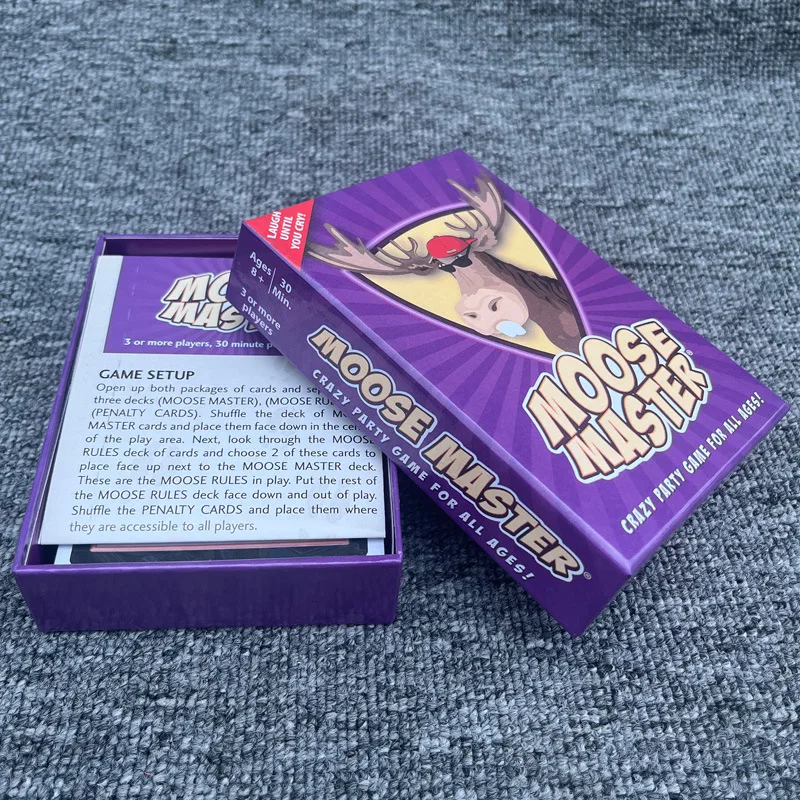 LAUGH
UNTIL
YOU CRY!
Ages
8 +
30
Min.
3 or more
players
MOOSE
MASTER®
CRAZY PARTY GAME FOR ALL AGES!
MOOSE MASTER®
CRAZY PARTY GAME FOR ALL AGES!
3 or more players, 30 minute
GAME SETUP
Open up both packages of cards and
three decks (MOOSE MASTER), (MOOSE
(PENALTY CARDS). Shuffle the deck of
MASTER cards and place them face down in the
of the play area. Next, look through the MOOSE
RULES deck of cards and choose 2 of these cards to
place face up next to the MOOSE MASTER deck.
These are the MOOSE RULES in play. Put the rest of
the MOOSE RULES deck face down and out of play.
Shuffle the PENALTY CARDS and place them where
they are accessible to all players.